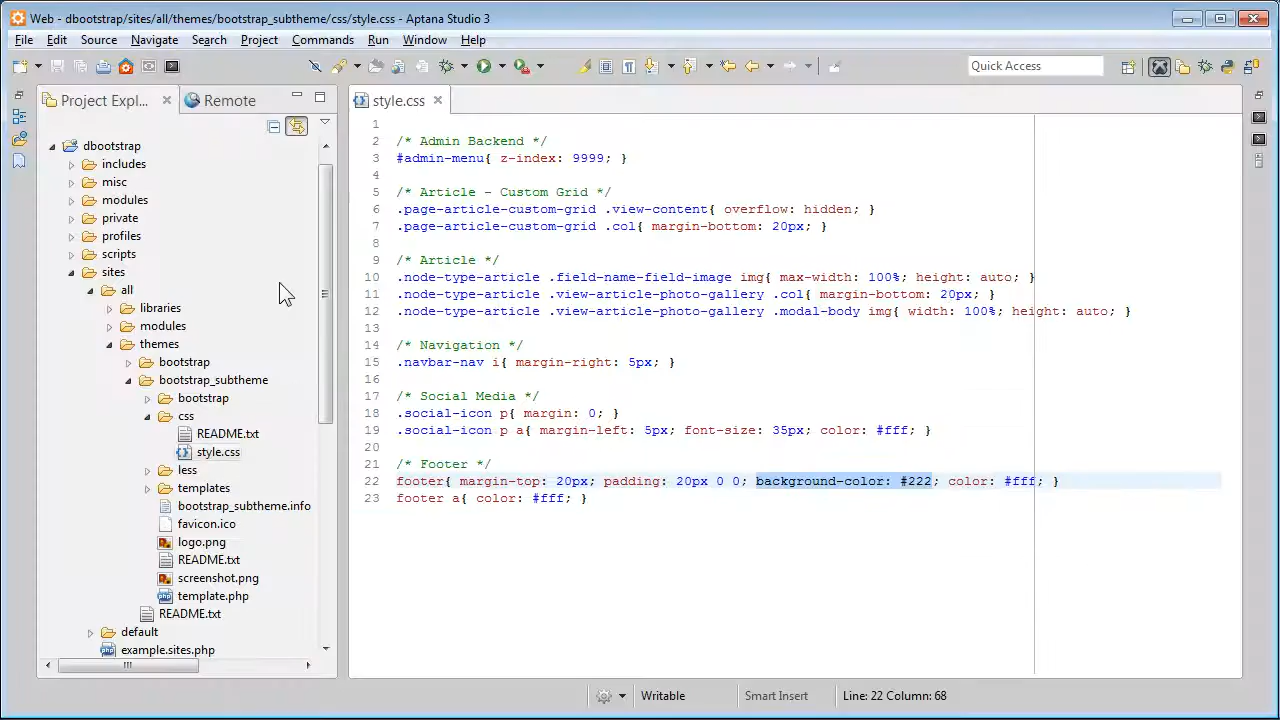 Web - dbootstrap/sites/all/themes/bootstrap_subtheme/css/style.css - Aptana Studio 3
File Edit Source Navigate Search Project Commands Run Window Help
Quick Access
Project Expl... Remote
style.css
dbootstrap
includes
misc
modules
private
profiles
scripts
sites
all
libraries
modules
themes
bootstrap
bootstrap_subtheme
bootstrap
css
README.txt
style.css
less
templates
bootstrap_subtheme.info
favicon.ico
logo.png
README.txt
screenshot.png
template.php
README.txt
default
example.sites.php
1
2 /* Admin Backend */
3 #admin-menu{ z-index: 9999; }
4
5 /* Article - Custom Grid */
6 .page-article-custom-grid .view-content{ overflow: hidden; }
7 .page-article-custom-grid .col{ margin-bottom: 20px; }
8
9 /* Article */
10 .node-type-article .field-name-field-image img{ max-width: 100%; height: auto; }
11 .node-type-article .view-article-photo-gallery .col{ margin-bottom: 20px; }
12 .node-type-article .view-article-photo-gallery .modal-body img{ width: 100%; height: auto; }
13
14 /* Navigation */
15 .navbar-nav i{ margin-right: 5px; }
16
17 /* Social Media */
18 .social-icon p{ margin: 0; }
19 .social-icon p a{ margin-left: 5px; font-size: 35px; color: #fff; }
20
21 /* Footer */
22 footer{ margin-top: 20px; padding: 20px 0 0; background-color: #222; color: #fff; }
23 footer a{ color: #fff; }
Writable Smart Insert Line: 22 Column: 68